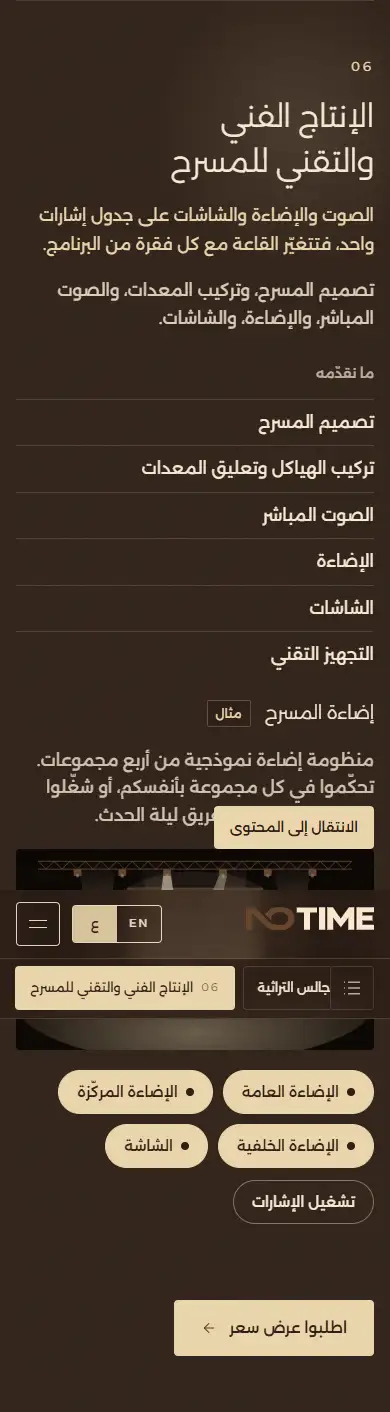 06
الإنتاج الفني
والتقني للمسرح
الصوت والإضاءة والشاشات على جدول إشارات
واحد، فتتغيّر القاعة مع كل فقرة من البرنامج.
تصميم المسرح، وتركيب المعدات، والصوت
المباشر، والإضاءة، والشاشات.
ما نقدّمه
تصميم المسرح
تركيب الهياكل وتعليق المعدات
الصوت المباشر
الإضاءة
الشاشات
التجهيز التقني
إضاءة المسرح مثال
منظومة إضاءة نموذجية من أربع مجموعات.
تحكّموا في كل مجموعة بأنفسكم، أو شغّلوا
فريق ليلة الحدث.
الانتقال إلى المحتوى
NOTIME EN ع
جالس التراثية 06 الإنتاج الفني والتقني للمسرح
الإضاءة العامة الإضاءة المركّزة
الإضاءة الخلفية الشاشة
تشغيل الإشارات
اطلبوا عرض سعر